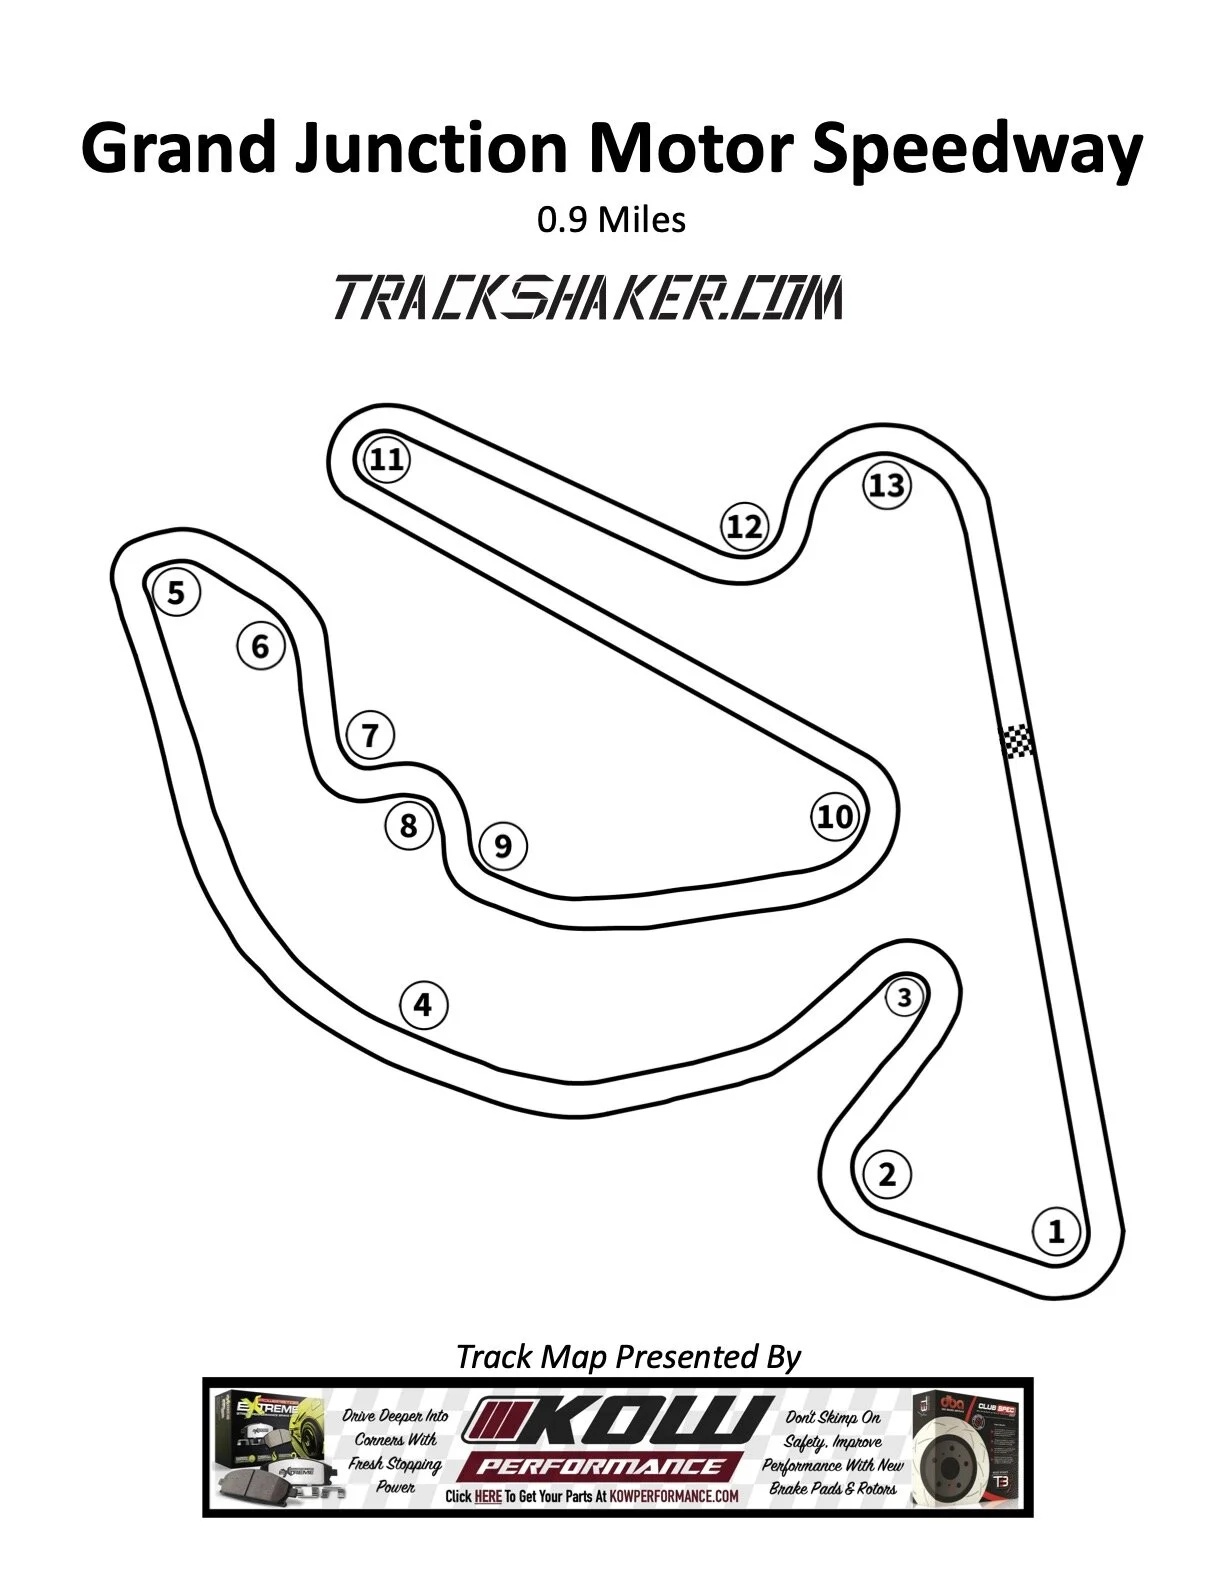 Grand Junction Motor Speedway
0.9 Miles
TRACKSHAKER.COM
11
13
12
5
6
7
10
8
9
3
4
2
1
Track Map Presented By
EXTREME
EXTREME
Drive Deeper Into
Corners With
Fresh Stopping
Power
KOW
PERFORMANCE
Click HERE To Get Your Parts At KOWPERFORMANCE.COM
Don't Skimp On
Safety, Improve
Performance With New
Brake Pads & Rotors
dba
CLUB SPEC
T3